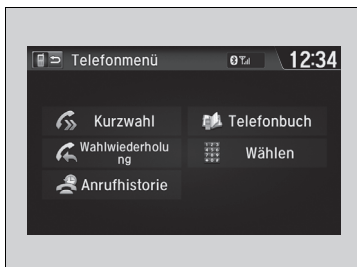 Telefonmenü
12:34
Kurzwahl
Telefonbuch
Wahlwiederholu
ng
Wählen
Anrufhistorie